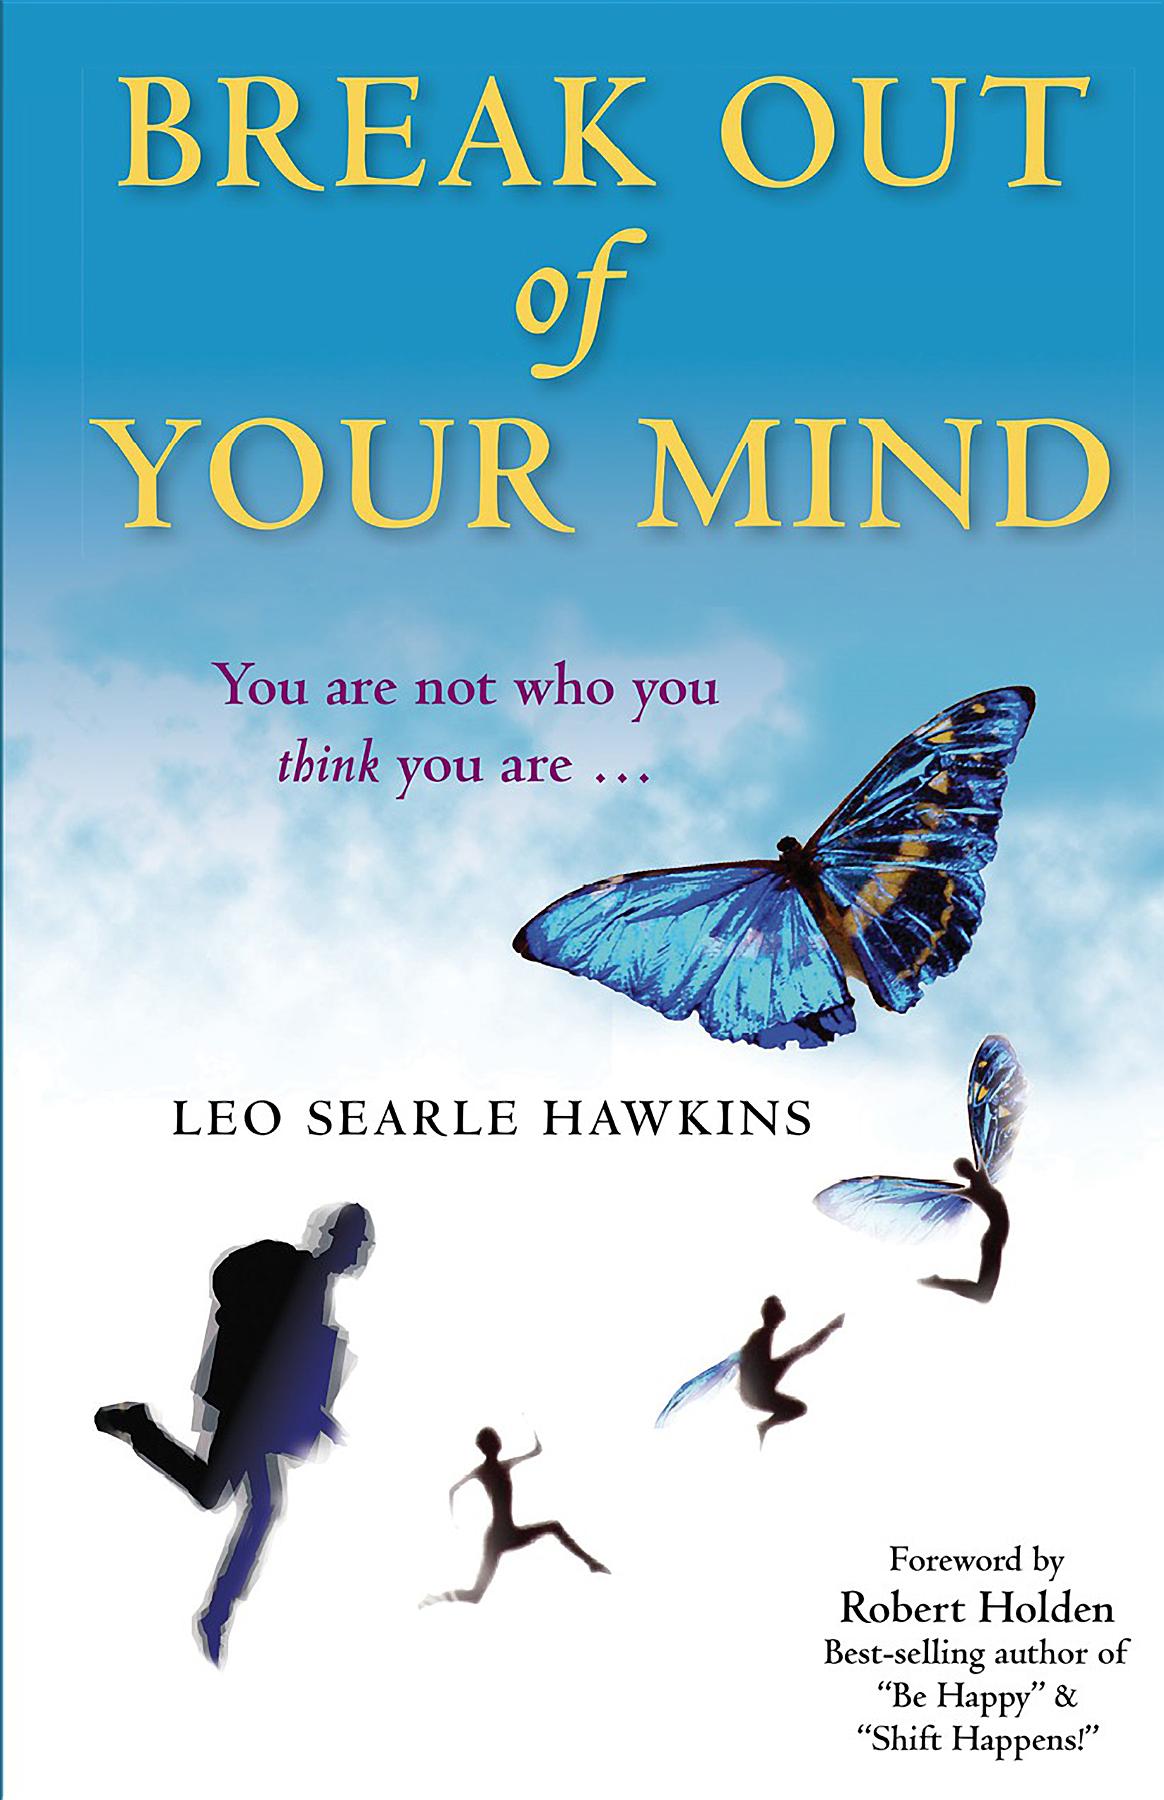 BREAK OUT
of
YOUR MIND
You are not who you
think you are ...
LEO SEARLE HAWKINS
Foreword by
Robert Holden
Best-selling author of
“Be Happy” &
“Shift Happens!”